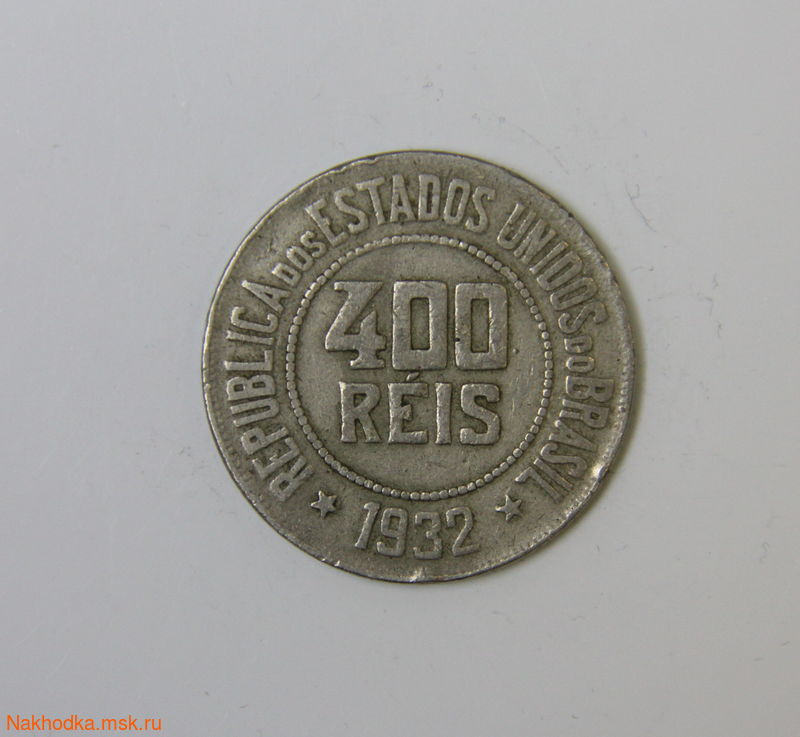 REPUBLICA DOS ESTADOS UNIDOS DO BRASIL
400
RÉIS
★ 1932 ★
Nakhodka.msk.ru